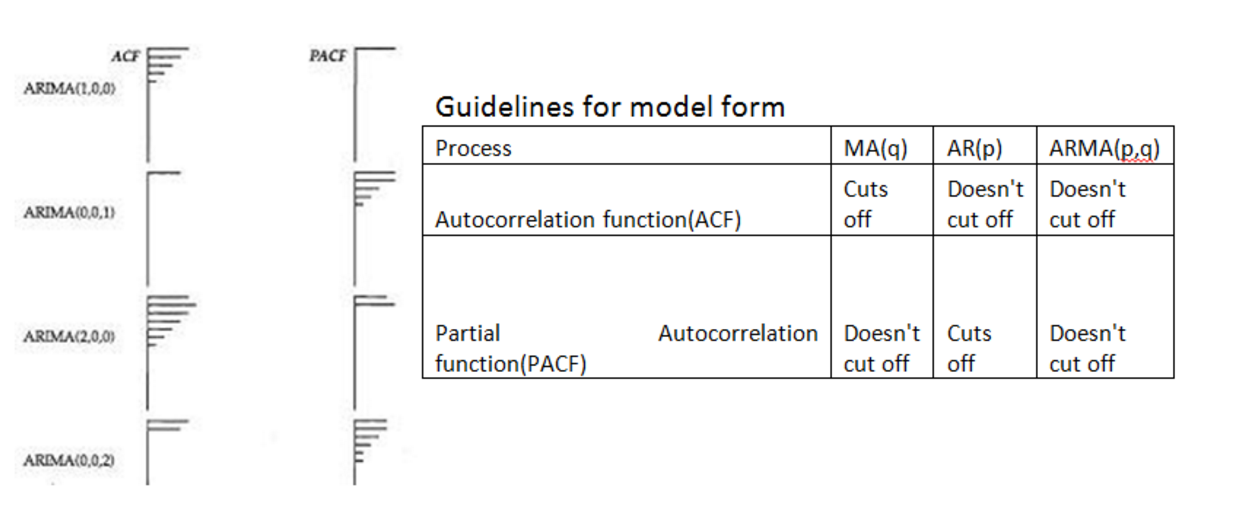 ACF
PACF
ARIMA(1,0,0)
ARIMA(0,0,1)
ARIMA(2,0,0)
ARIMA(0,0,2)
Guidelines for model form
Process MA(q) AR(p) ARMA(p,q)
Cuts Doesn't Doesn't
Autocorrelation function(ACF) off cut off cut off
Partial Autocorrelation Doesn't Cuts Doesn't
function(PACF) cut off off cut off